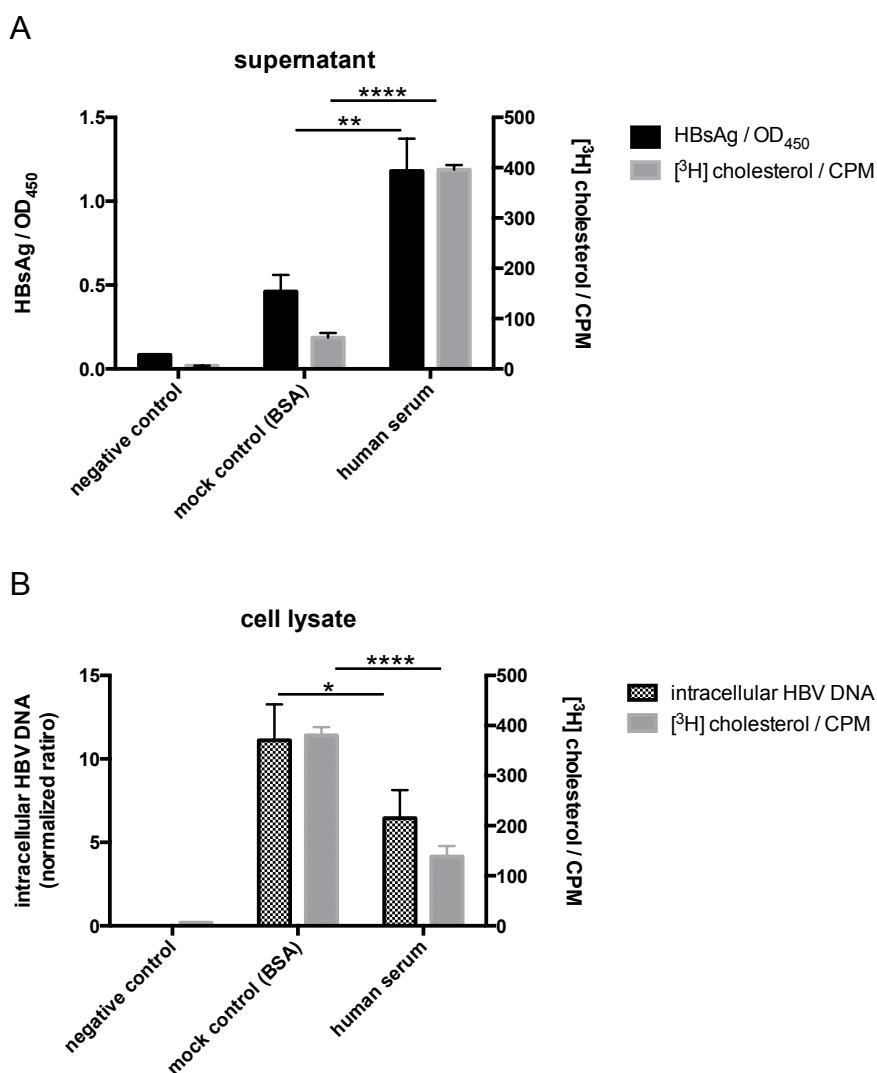 A
supernatant
****
**
1.5
1.0
0.5
0.0
HBsAg / OD450
500
400
300
200
100
0
[3H] cholesterol / CPM
HBsAg / OD450
[3H] cholesterol / CPM
negative control
mock control (BSA)
human serum
B
cell lysate
****
*
15
10
5
0
intracellular HBV DNA
(normalized ratiro)
500
400
300
200
100
0
[3H] cholesterol / CPM
intracellular HBV DNA
[3H] cholesterol / CPM
negative control
mock control (BSA)
human serum